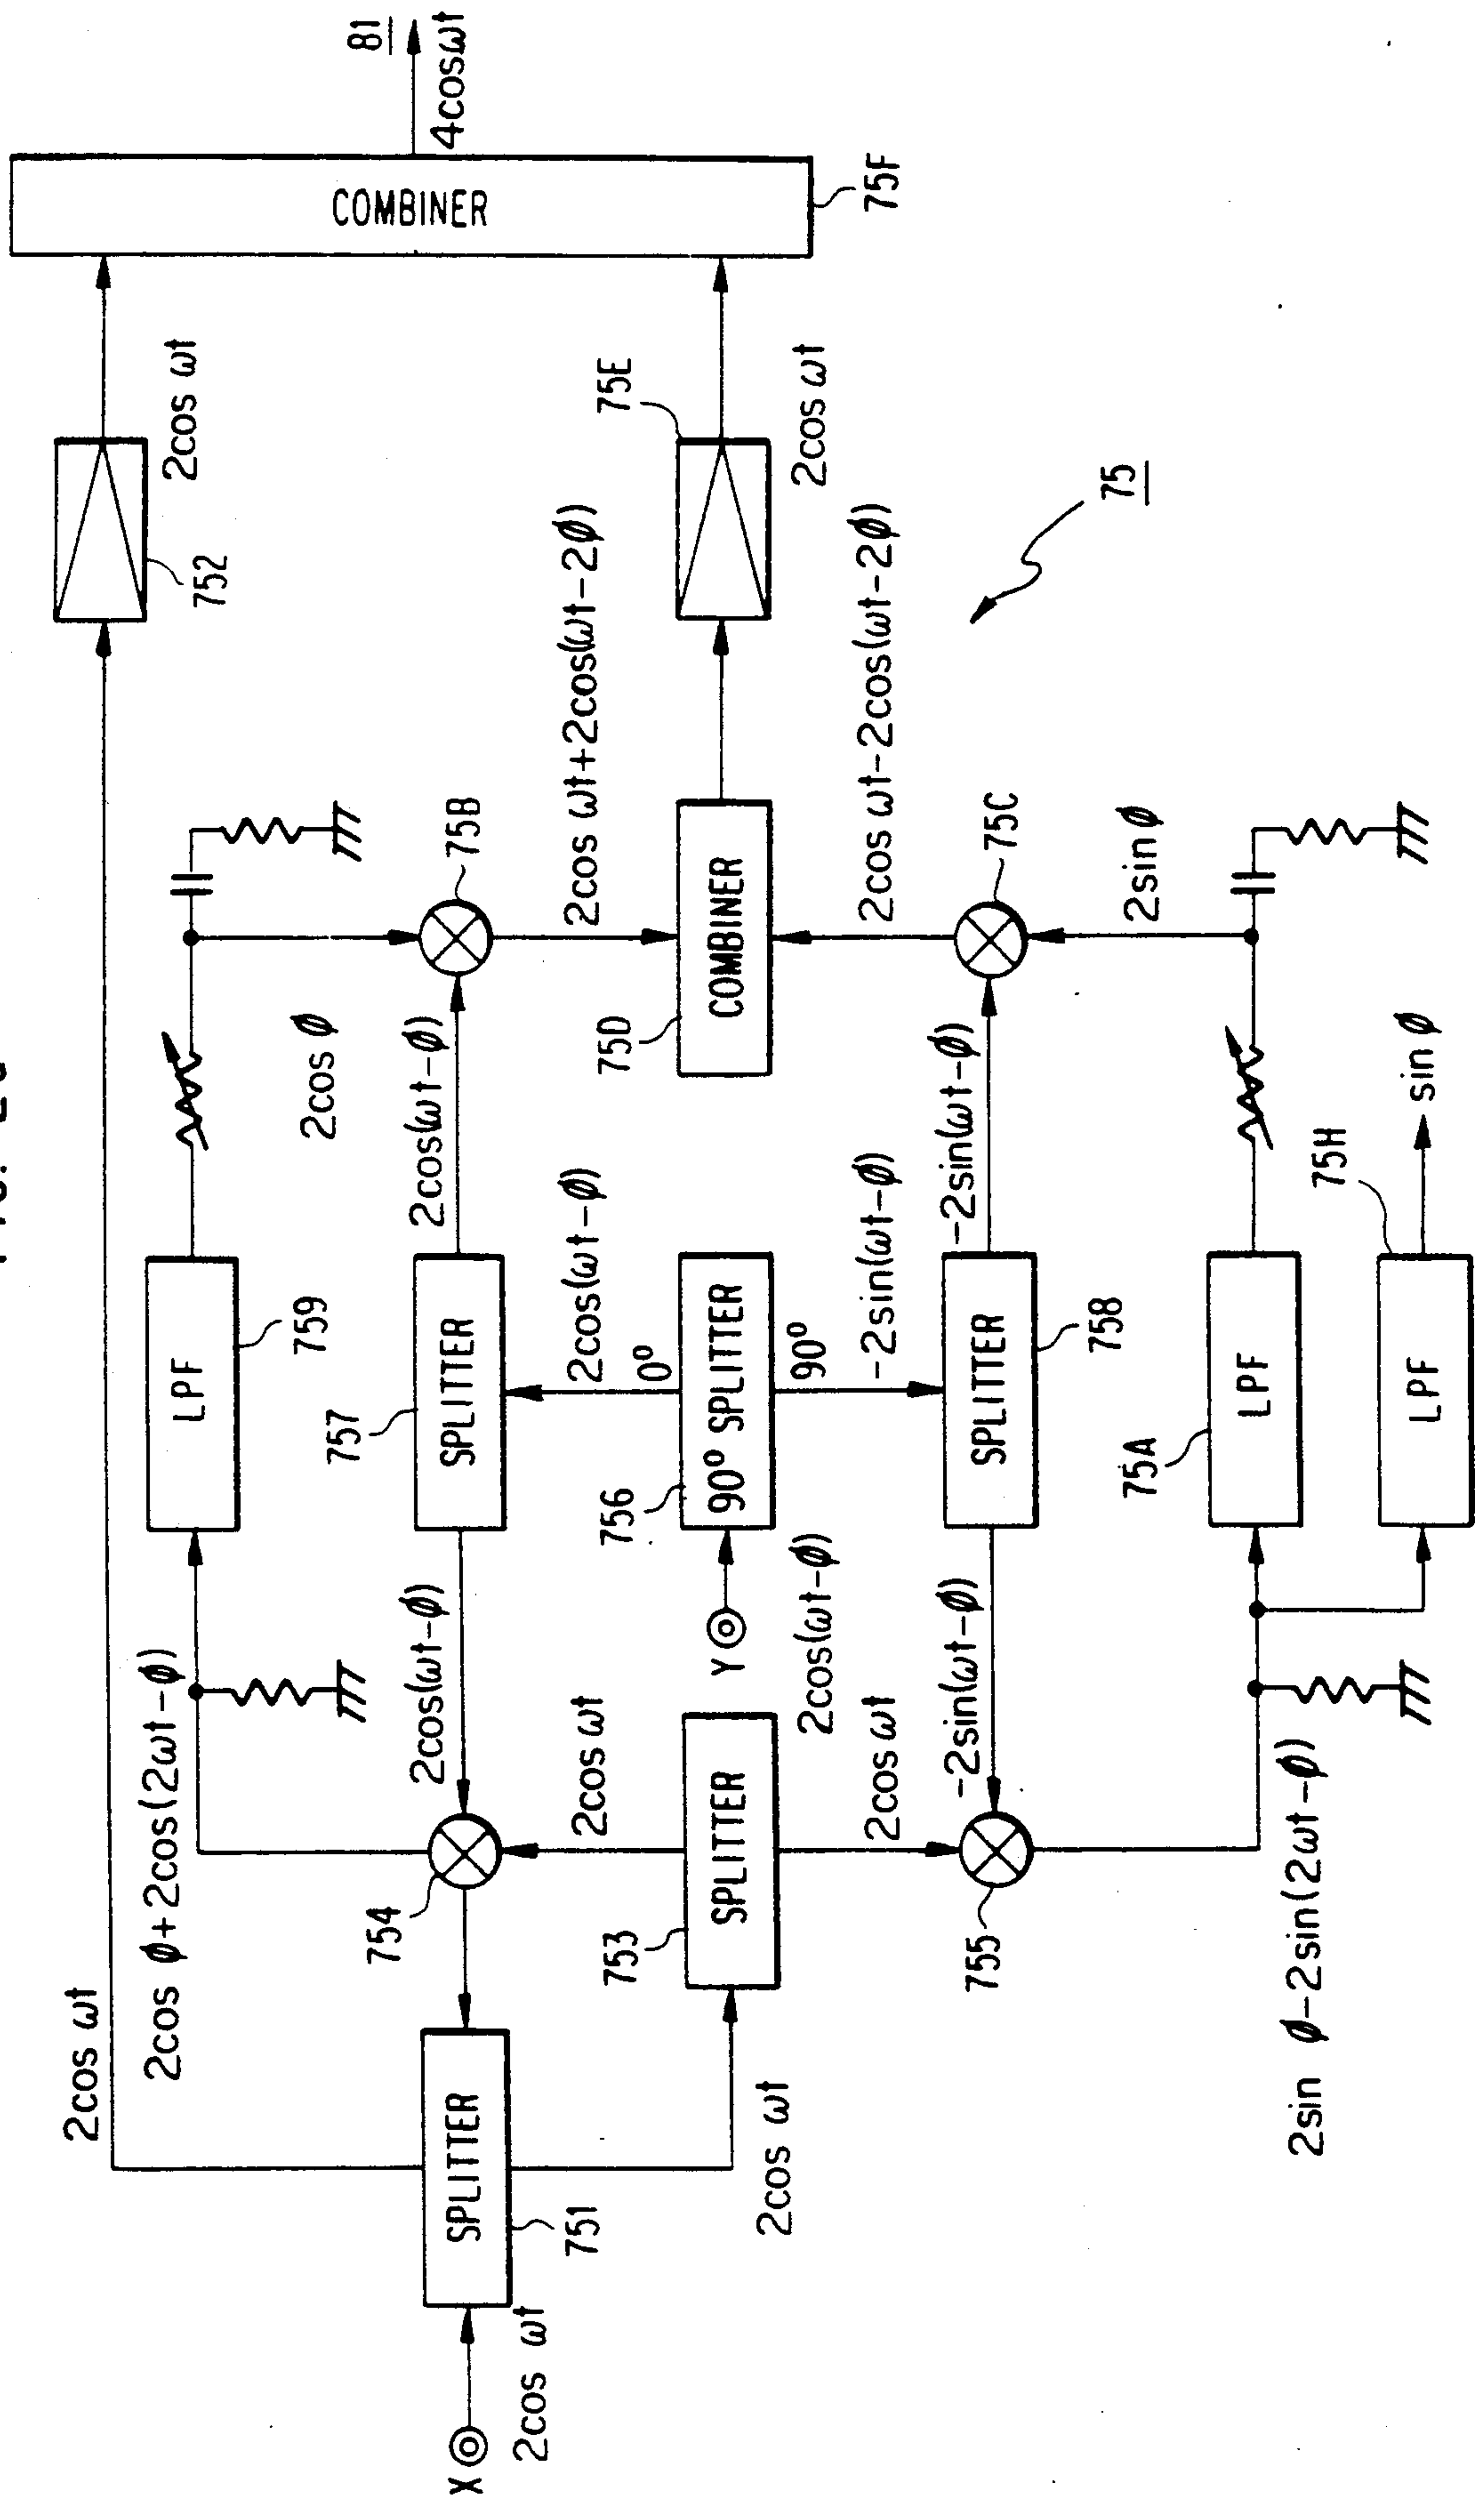 2cos ωt
2cos ωt
752
2cos ϕ+2cos(2ωt-ϕ)
LPF
759
2cos ϕ
COMBINER
81
4cosωt
X
2cos ωt
SPLITTER
751
754
2cos(ωt-ϕ)
757
SPLITTER
2cos(ωt-ϕ)
75B
2cos ωt
2cos(ωt-ϕ)
0°
2cos ωt+2cos(ωt-2ϕ)
753
SPLITTER
Y
756
90° SPLITTER
75D
COMBINER
75E
2cos ωt
2cos ωt
2cos(ωt-ϕ)
90°
-2sin(ωt-ϕ)
2cos ωt-2cos(ωt-2ϕ)
2cos ωt
75F
755
-2sin(ωt-ϕ)
SPLITTER
758
-2sin(ωt-ϕ)
75C
75
75A
LPF
2sin ϕ
2sin ϕ-2sin(2ωt-ϕ)
75H
LPF
sin ϕ